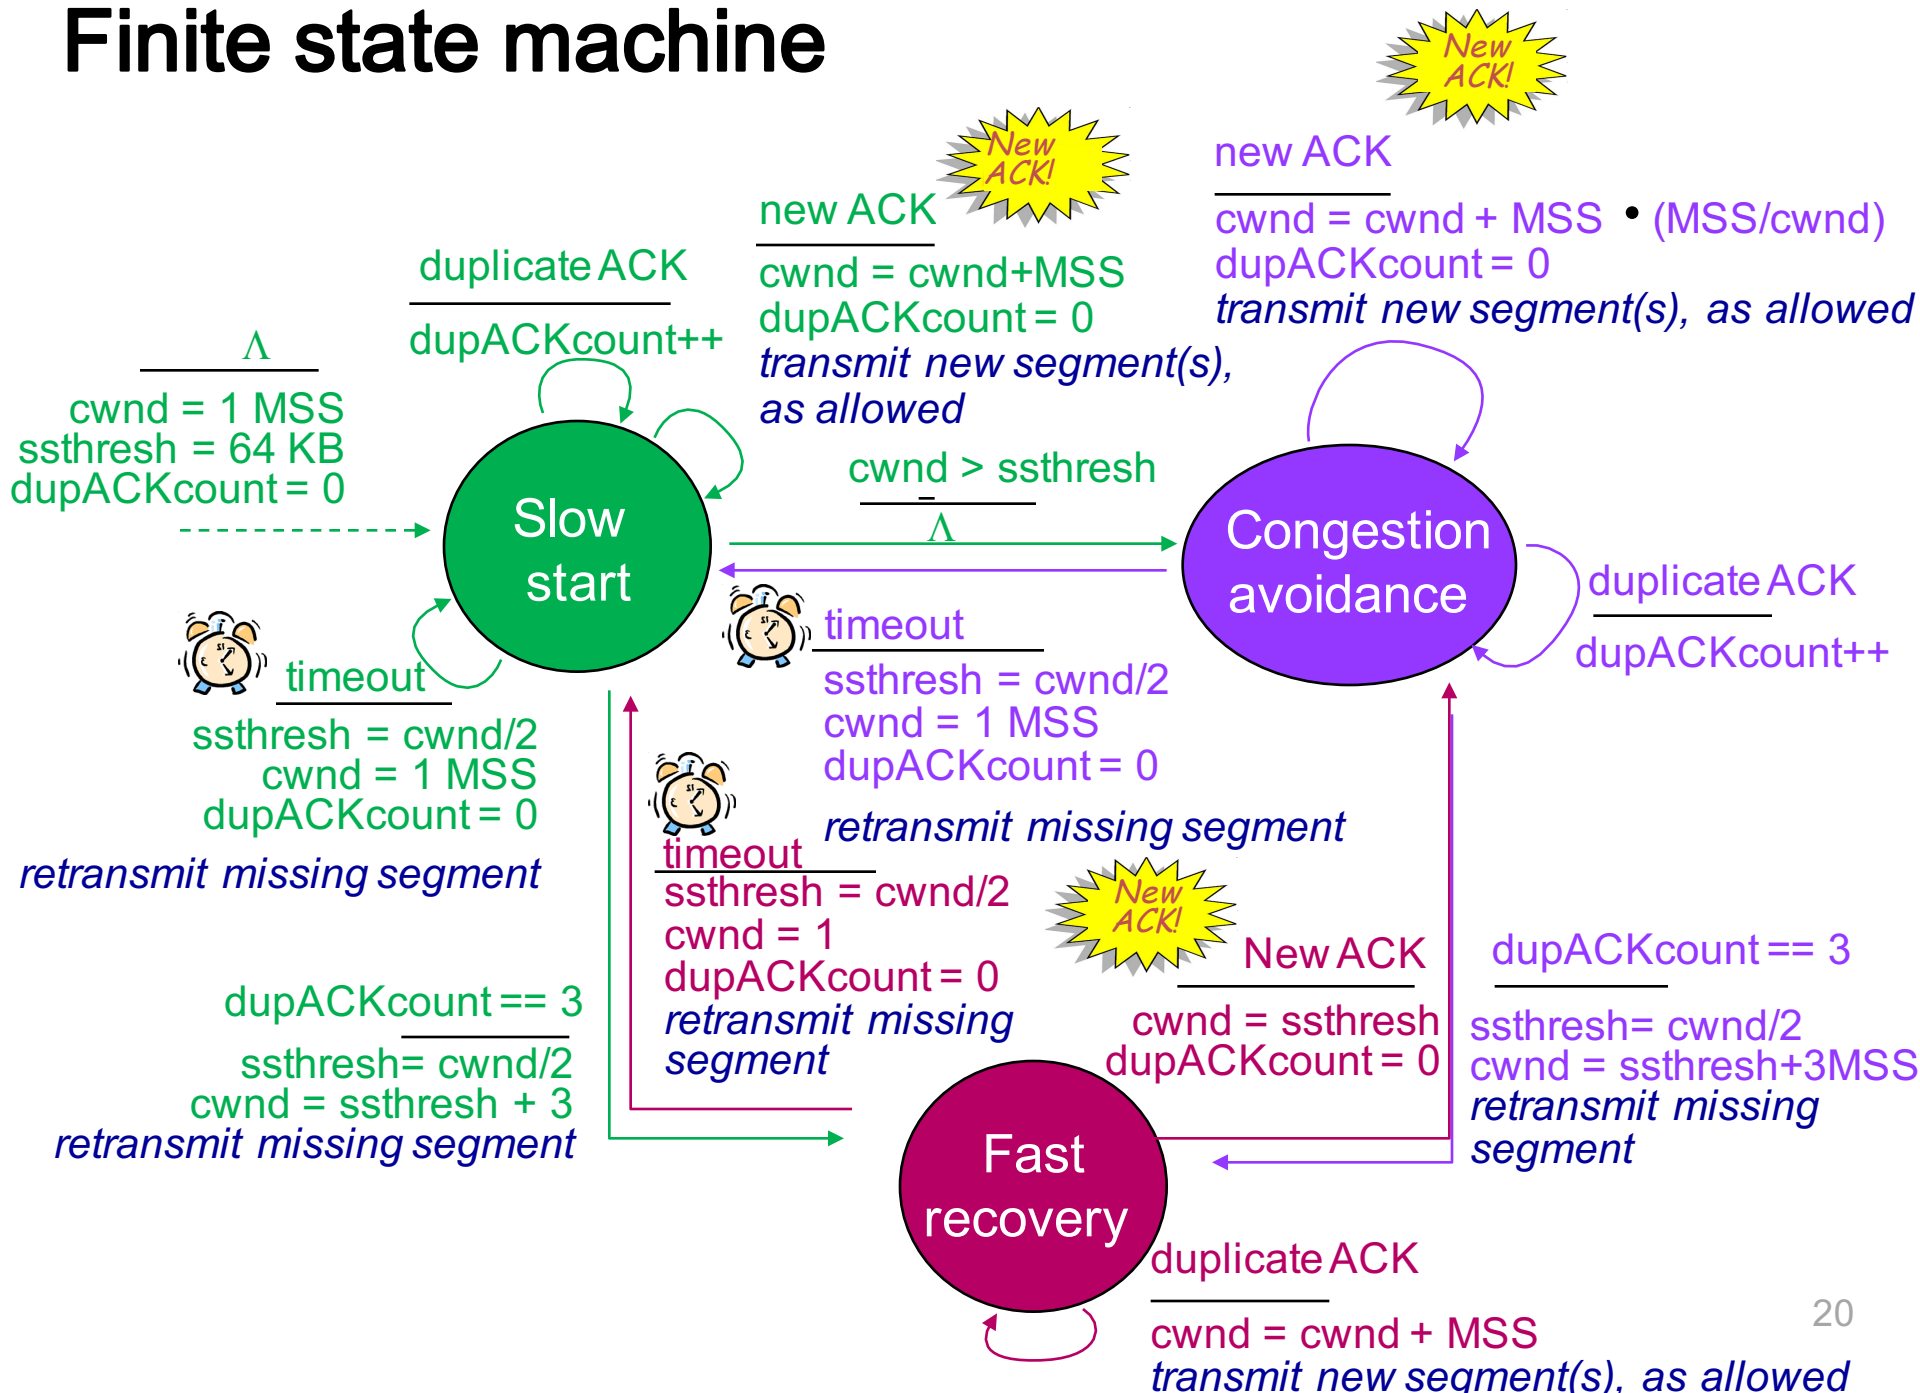 Finite state machine
New
ACK!
new ACK
cwnd = cwnd + MSS • (MSS/cwnd)
dupACKcount = 0
transmit new segment(s), as allowed
New
ACK!
new ACK
cwnd = cwnd+MSS
dupACKcount = 0
transmit new segment(s),
as allowed
duplicate ACK
dupACKcount++
Λ
cwnd = 1 MSS
ssthresh = 64 KB
dupACKcount = 0
Slow
start
cwnd > ssthresh
Λ
Congestion
avoidance
duplicate ACK
dupACKcount++
timeout
ssthresh = cwnd/2
cwnd = 1 MSS
dupACKcount = 0
retransmit missing segment
timeout
ssthresh = cwnd/2
cwnd = 1 MSS
dupACKcount = 0
retransmit missing segment
timeout
ssthresh = cwnd/2
cwnd = 1
dupACKcount = 0
retransmit missing
segment
New
ACK!
New ACK
cwnd = ssthresh
dupACKcount = 0
dupACKcount == 3
ssthresh= cwnd/2
cwnd = ssthresh+3MSS
retransmit missing
segment
dupACKcount == 3
ssthresh= cwnd/2
cwnd = ssthresh + 3
retransmit missing segment
Fast
recovery
duplicate ACK
cwnd = cwnd + MSS
transmit new segment(s), as allowed
20